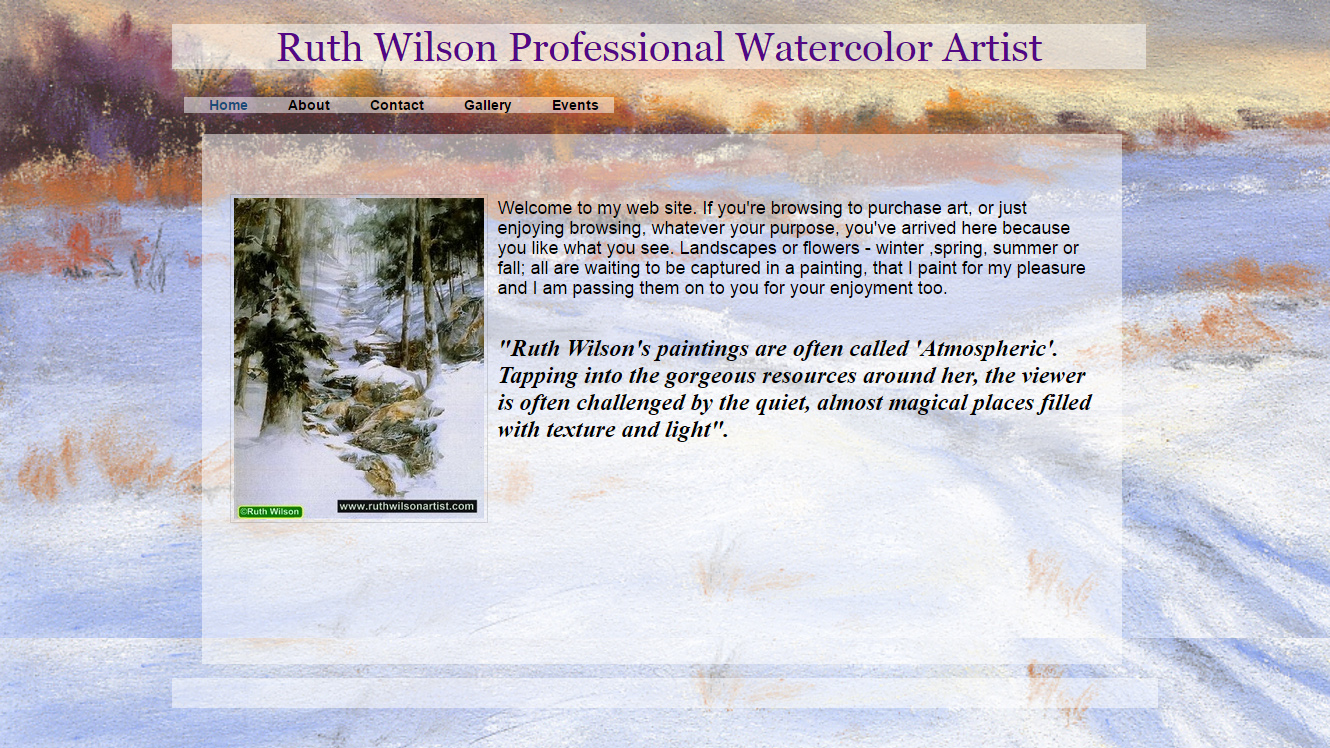 Ruth Wilson Professional Watercolor Artist
Home About Contact Gallery Events
Welcome to my web site. If you're browsing to purchase art, or just
enjoying browsing, whatever your purpose, you've arrived here because
you like what you see. Landscapes or flowers - winter ,spring, summer or
fall; all are waiting to be captured in a painting, that I paint for my pleasure
and I am passing them on to you for your enjoyment too.
"Ruth Wilson's paintings are often called 'Atmospheric'.
Tapping into the gorgeous resources around her, the viewer
is often challenged by the quiet, almost magical places filled
with texture and light".
©Ruth Wilson
www.ruthwilsonartist.com